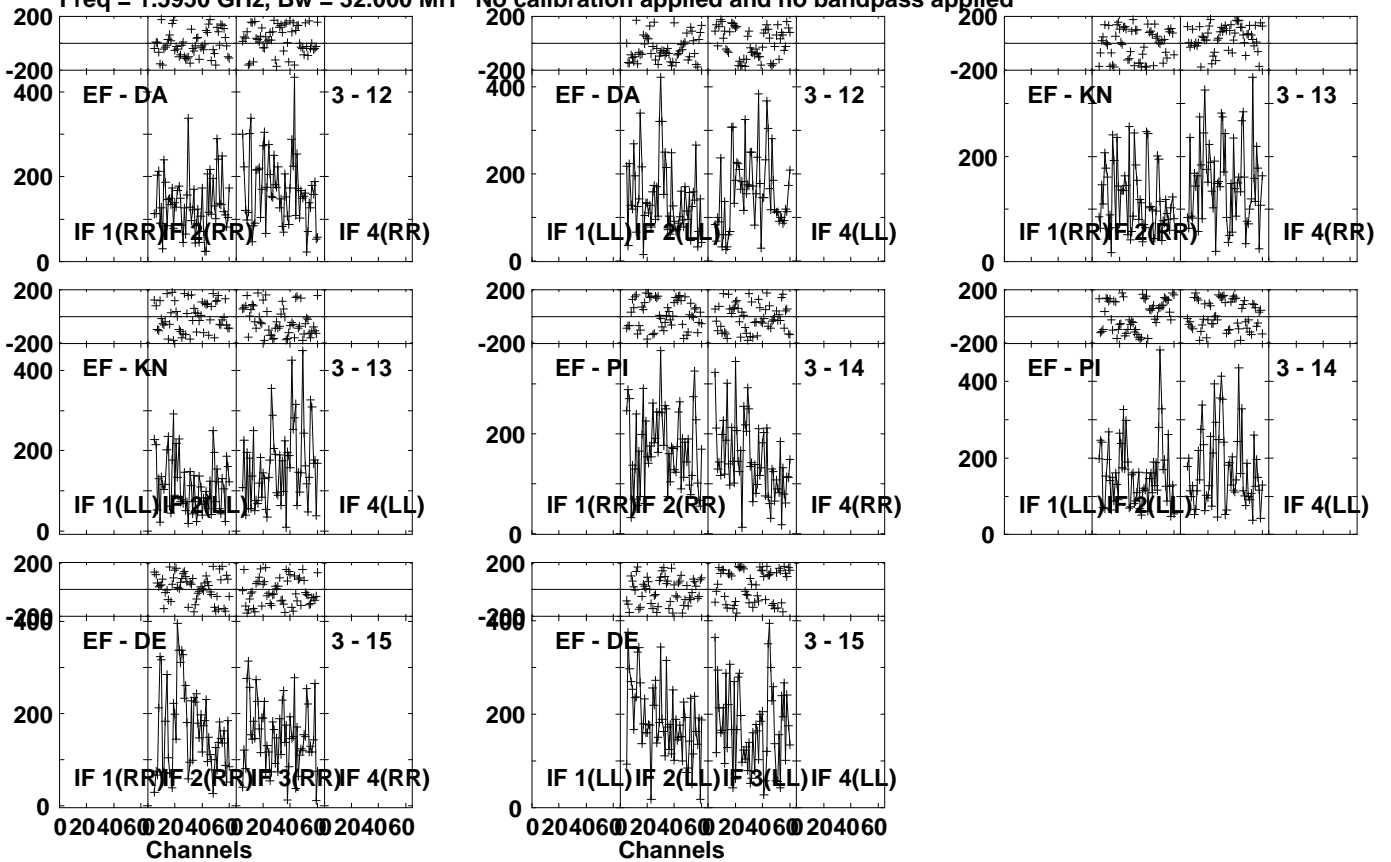 Freq = 1.5950 GHz, Bw = 32.000 MH No calibration applied and no bandpass applied
200
-200
400
200
0
EF - DA
3 - 12
IF 1(RR)
IF 2(RR)
IF 4(RR)
200
-200
400
200
0
EF - DA
3 - 12
IF 1(LL)
IF 2(LL)
IF 4(LL)
200
-200
200
0
EF - KN
3 - 13
IF 1(RR)
IF 2(RR)
IF 4(RR)
200
-200
400
200
0
EF - KN
3 - 13
IF 1(LL)
IF 2(LL)
IF 4(LL)
200
-200
200
0
EF - PI
3 - 14
IF 1(RR)
IF 2(RR)
IF 4(RR)
200
-200
400
200
0
EF - PI
3 - 14
IF 1(LL)
IF 2(LL)
IF 4(LL)
200
-200
400
200
0
EF - DE
3 - 15
IF 1(RR)
IF 2(RR)
IF 3(RR)
IF 4(RR)
0 20 40 60 0 20 40 60 0 20 40 60 0 20 40 60
Channels
200
-200
400
200
0
EF - DE
3 - 15
IF 1(LL)
IF 2(LL)
IF 3(LL)
IF 4(LL)
0 20 40 60 0 20 40 60 0 20 40 60 0 20 40 60
Channels